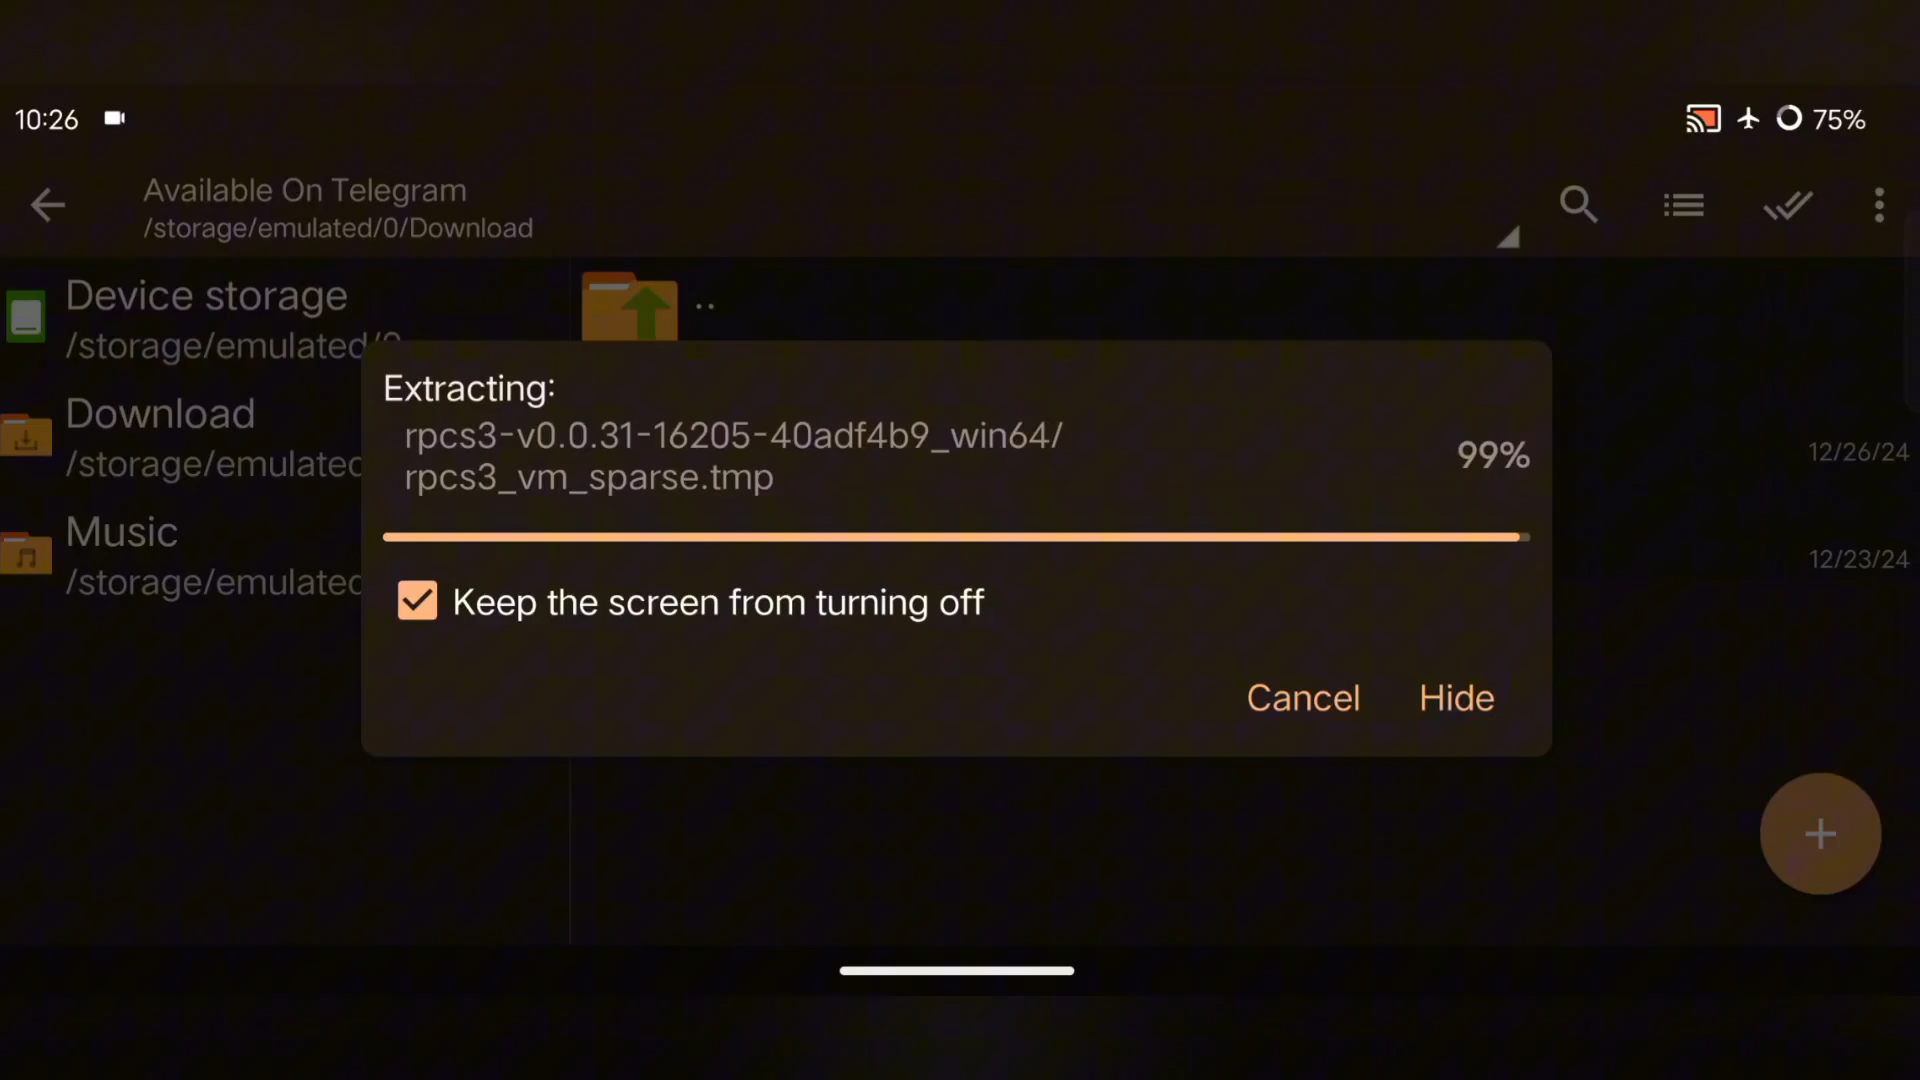 10:26
75%
Available On Telegram
/storage/emulated/0/Download
Device storage
/storage/emulated/0
..
Download
/storage/emulated
Music
/storage/emulated
12/26/24
12/23/24
Extracting:
rpcs3-v0.0.31-16205-40adf4b9_win64/
rpcs3_vm_sparse.tmp
99%
Keep the screen from turning off
Cancel
Hide